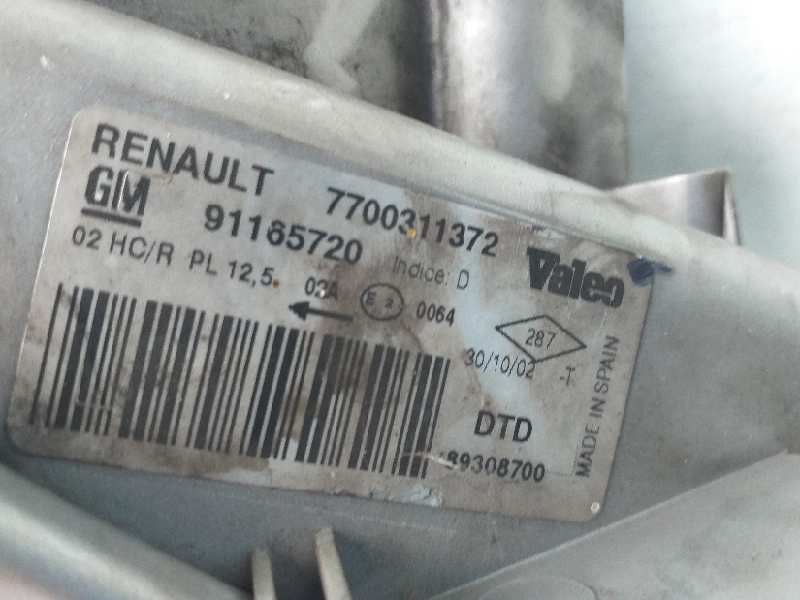 RENAULT 7700311372
GM 91165720 Indice: D Valeo
02 HC/R PL 12,5. 02A E2 0064
287
30/10/02
DTD
89308700
MADE IN SPAIN